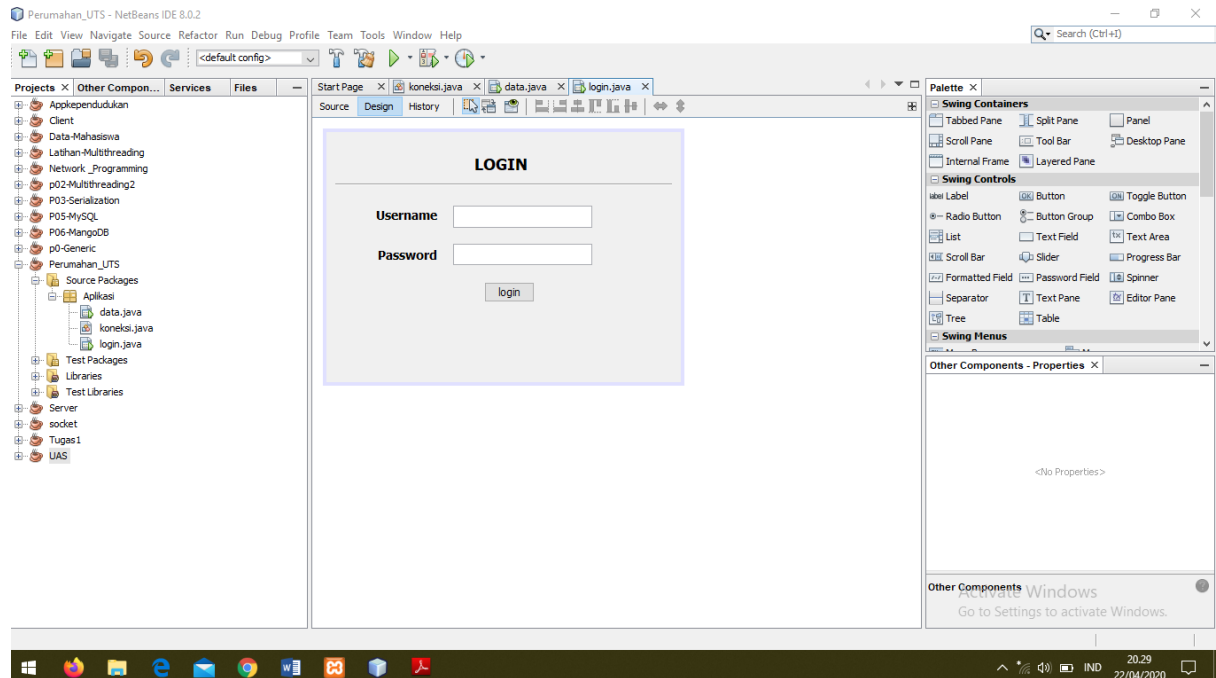 Perumahan_UTS - NetBeans IDE 8.0.2
File Edit View Navigate Source Refactor Run Debug Profile Team Tools Window Help
Search (Ctrl+I)
<default config>
Projects Other Compon... Services Files
Appkependudukan
Client
Data-Mahasiswa
Latihan-Multithreading
Network _Programming
p02-Multithreading2
P03-Serialization
P05-MySQL
P06-MangoDB
p0-Generic
Perumahan_UTS
Source Packages
Aplikasi
data.java
koneksi.java
login.java
Test Packages
Libraries
Test Libraries
Server
socket
Tugas1
UAS
Start Page koneksi.java data.java login.java
Source Design History
LOGIN
Username
Password
login
Palette
Swing Containers
Tabbed Pane Split Pane Panel
Scroll Pane Tool Bar Desktop Pane
Internal Frame Layered Pane
Swing Controls
label Label OK Button ON Toggle Button
Radio Button Button Group Combo Box
List Text Field Text Area
Scroll Bar Slider Progress Bar
Formatted Field Password Field Spinner
Separator Text Pane Editor Pane
Tree Table
Swing Menus
Other Components - Properties
<No Properties>
Other Components
Activate Windows
Go to Settings to activate Windows.
IND
20.29
22/04/2020